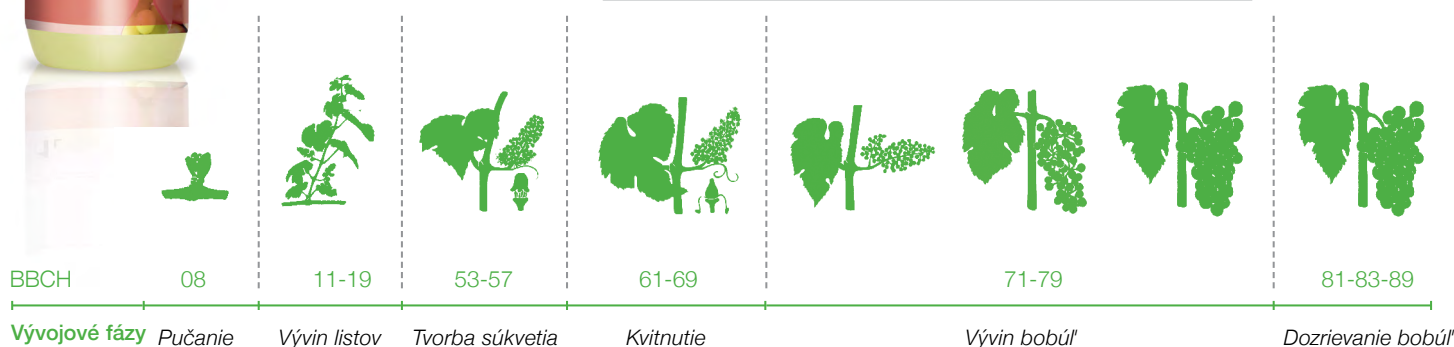 BBCH 08 11-19 53-57 61-69 71-79 81-83-89
Vývojové fázy Pučanie Vývin listov Tvorba súkvetia Kvitnutie Vývin bobúľ Dozrievanie bobúľ